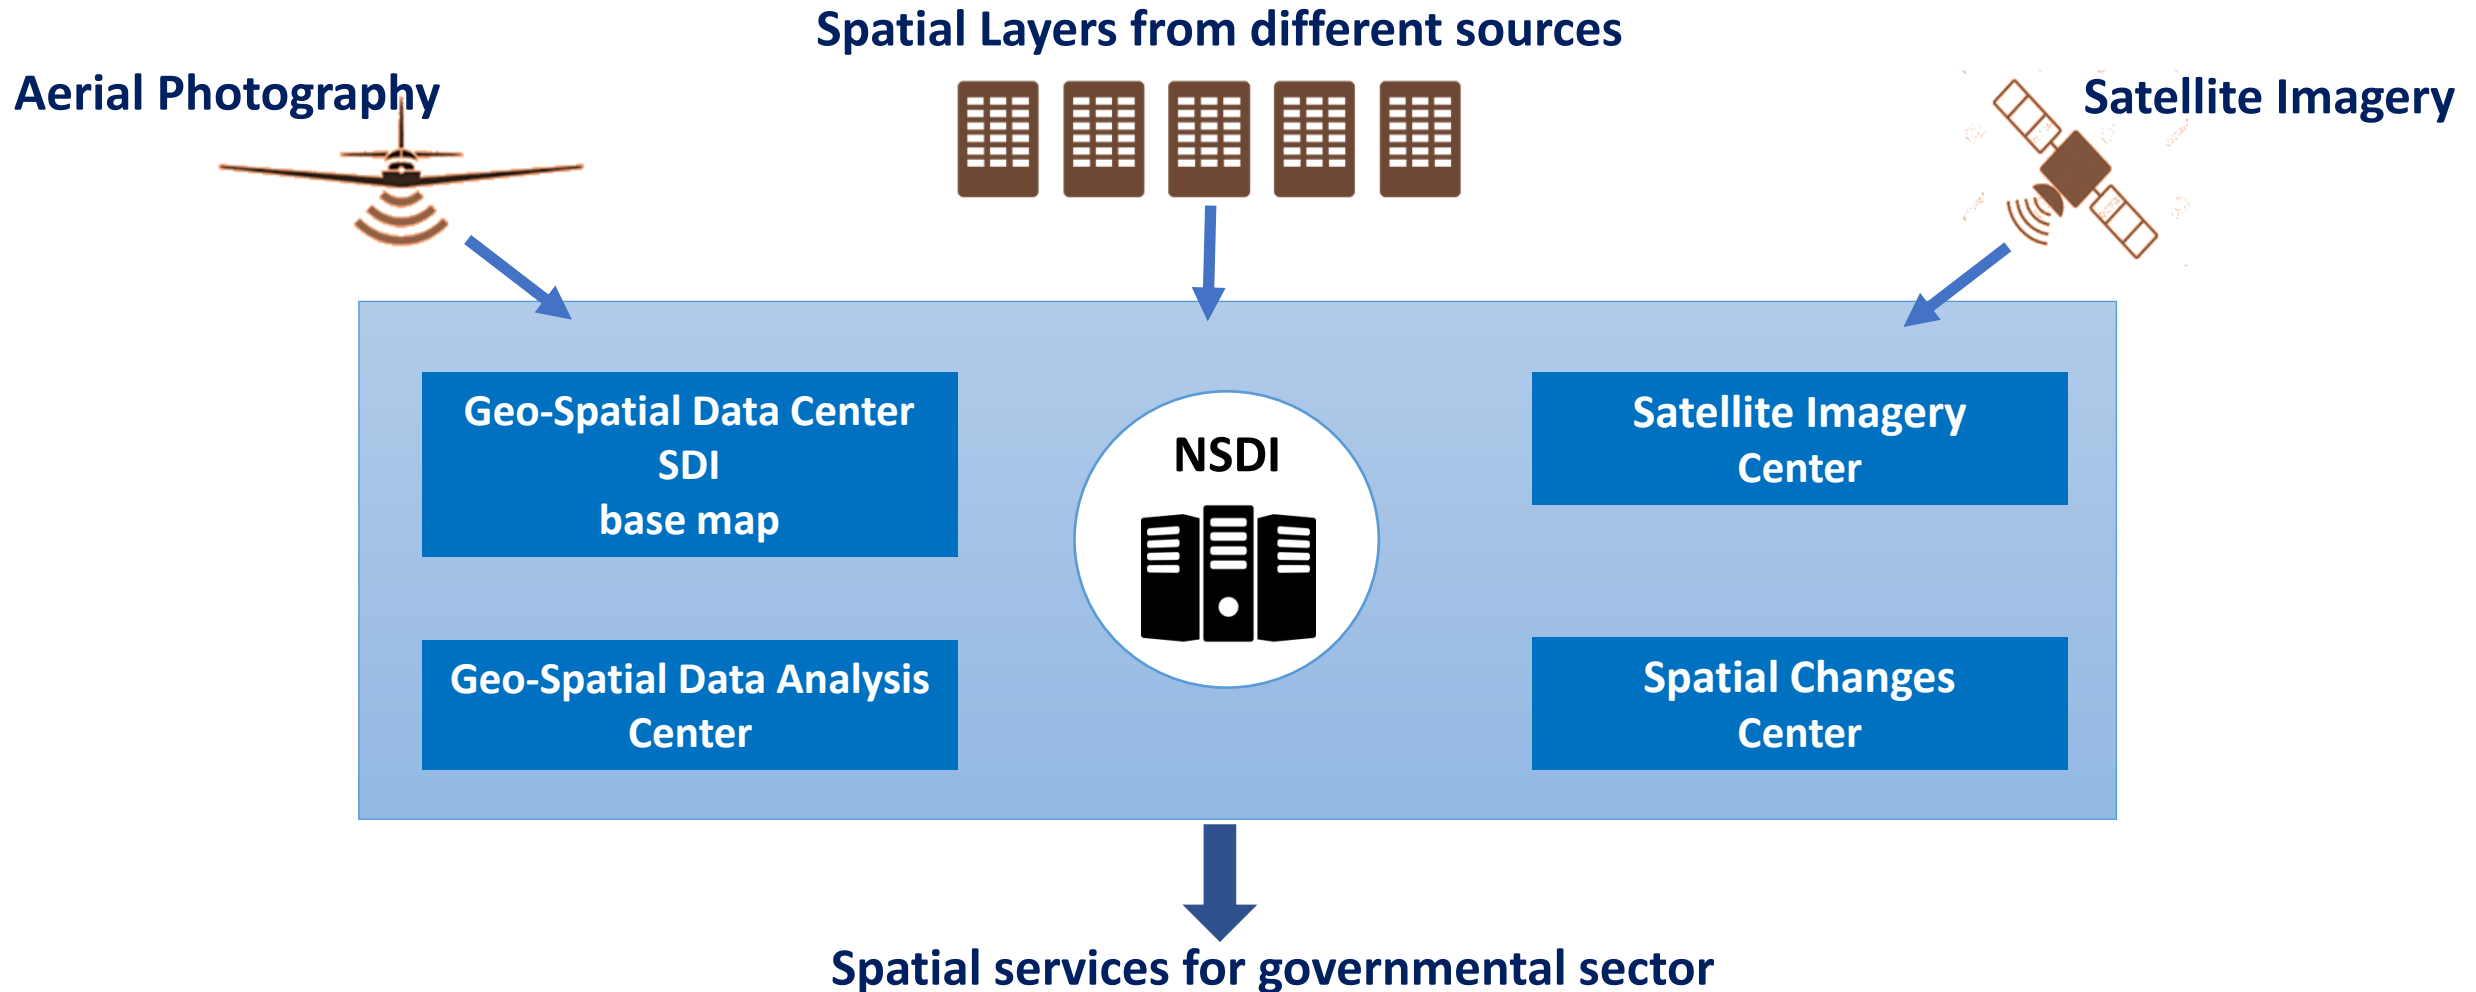 Spatial Layers from different sources
Aerial Photography
Satellite Imagery
Geo-Spatial Data Center
SDI
base map
NSDI
Satellite Imagery
Center
Geo-Spatial Data Analysis
Center
Spatial Changes
Center
Spatial services for governmental sector